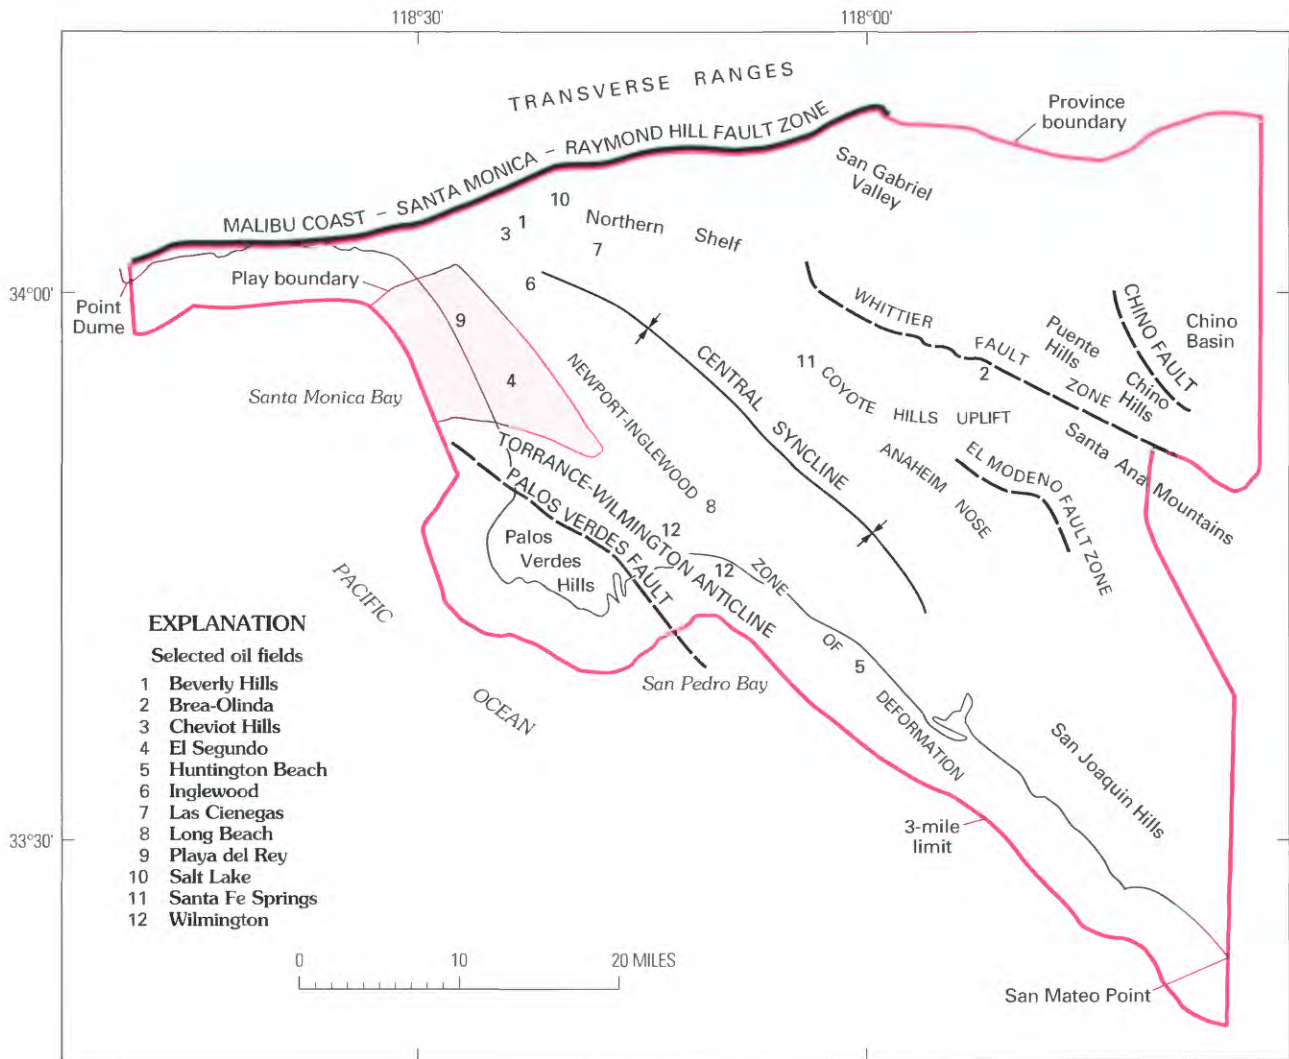 118°30'
118°00'
TRANSVERSE RANGES
Province
boundary
MALIBU COAST – SANTA MONICA – RAYMOND HILL FAULT ZONE
San Gabriel
Valley
10
1
3
Northern Shelf
7
6
Play boundary
34°00'
Point
Dume
9
4
Santa Monica Bay
WHITTIER FAULT ZONE
Puente
Hills
CHINO FAULT
Chino
Basin
Chino
Hills
2
11
COYOTE HILLS UPLIFT
CENTRAL SYNCLINE
NEWPORT-INGLEWOOD
8
ZONE OF DEFORMATION
ANAHEIM NOSE
EL MODENO FAULT ZONE
Santa Ana Mountains
TORRANCE-WILMINGTON ANTICLINE
PALOS VERDES FAULT
12
12
Palos
Verdes
Hills
5
PACIFIC
OCEAN
San Pedro Bay
San Joaquin Hills
3-mile
limit
33°30'
San Mateo Point
EXPLANATION
Selected oil fields
1 Beverly Hills
2 Brea-Olinda
3 Cheviot Hills
4 El Segundo
5 Huntington Beach
6 Inglewood
7 Las Cienegas
8 Long Beach
9 Playa del Rey
10 Salt Lake
11 Santa Fe Springs
12 Wilmington
0 10 20 MILES